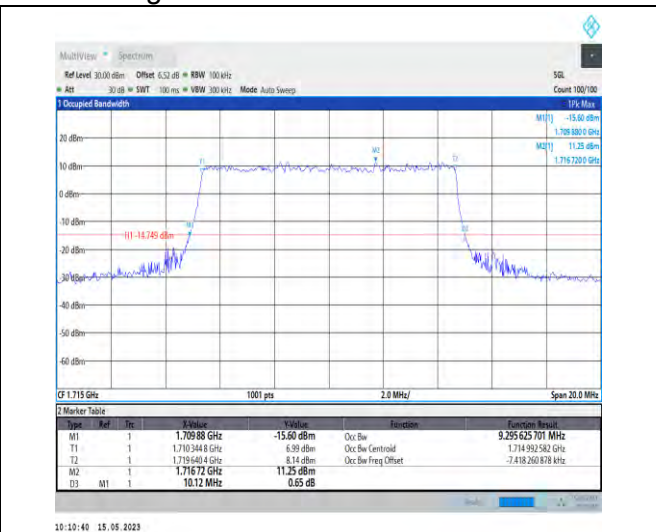 MultiView Spectrum
Ref Level 30.00 dBm Offset 6.52 dB RBW 100 kHz SGL
Att 30 dB SWT 100 ms VBW 300 kHz Mode Auto Sweep Count 100/100
1 Occupied Bandwidth 1Pk Max
M1[1] -15.60 dBm
1.709 880 0 GHz
20 dBm
M2[1] 11.25 dBm
1.716 720 0 GHz
M2
T1
10 dBm
0 dBm
-10 dBm
M1
H1 -14.749 dBm
-20 dBm
-30 dBm
-40 dBm
-50 dBm
-60 dBm
CF 1.715 GHz 1001 pts 2.0 MHz/ Span 20.0 MHz
2 Marker Table
Type Ref Trc X-Value Y-Value Function Function Result
M1 1 1.709 88 GHz -15.60 dBm Occ Bw 9.295 625 701 MHz
T1 1 1.710 344 8 GHz 6.99 dBm Occ Bw Centroid 1.714 992 582 GHz
T2 1 1.719 640 4 GHz 8.14 dBm Occ Bw Freq Offset -7.418 260 878 kHz
M2 1 1.716 72 GHz 11.25 dBm
D3 M1 1 10.12 MHz 0.65 dB
10:10:40 15.05.2023